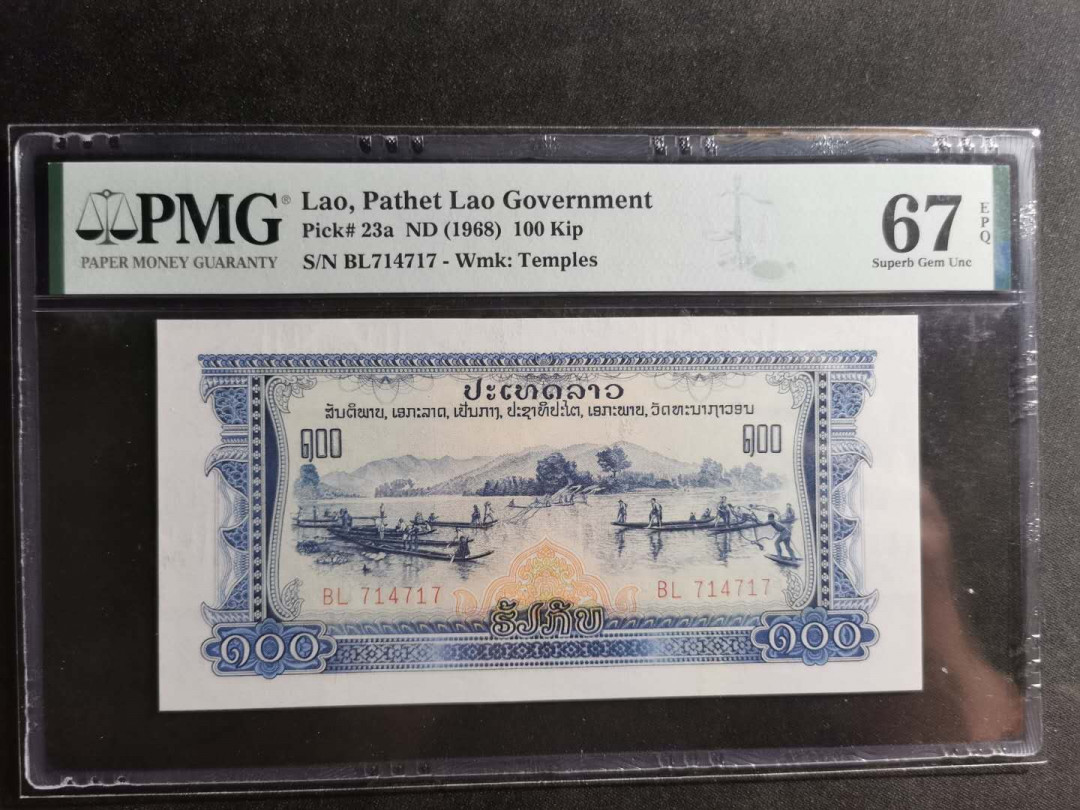 PMG®
PAPER MONEY GUARANTY
Lao, Pathet Lao Government
Pick# 23a ND (1968) 100 Kip
S/N BL714717 - Wmk: Temples
67
EPQ
Superb Gem Unc
ປະເທດລາວ
ສັນຕິພາບ, ເອກະລາດ, ເປັນກາງ, ປະຊາທິປະໄຕ, ເອກະພາບ, ວັດທະນາຖາວອນ
໑00 ໑00
BL 714717 BL 714717
ຮ້ອຍກີບ
໑໐໐ ໑໐໐